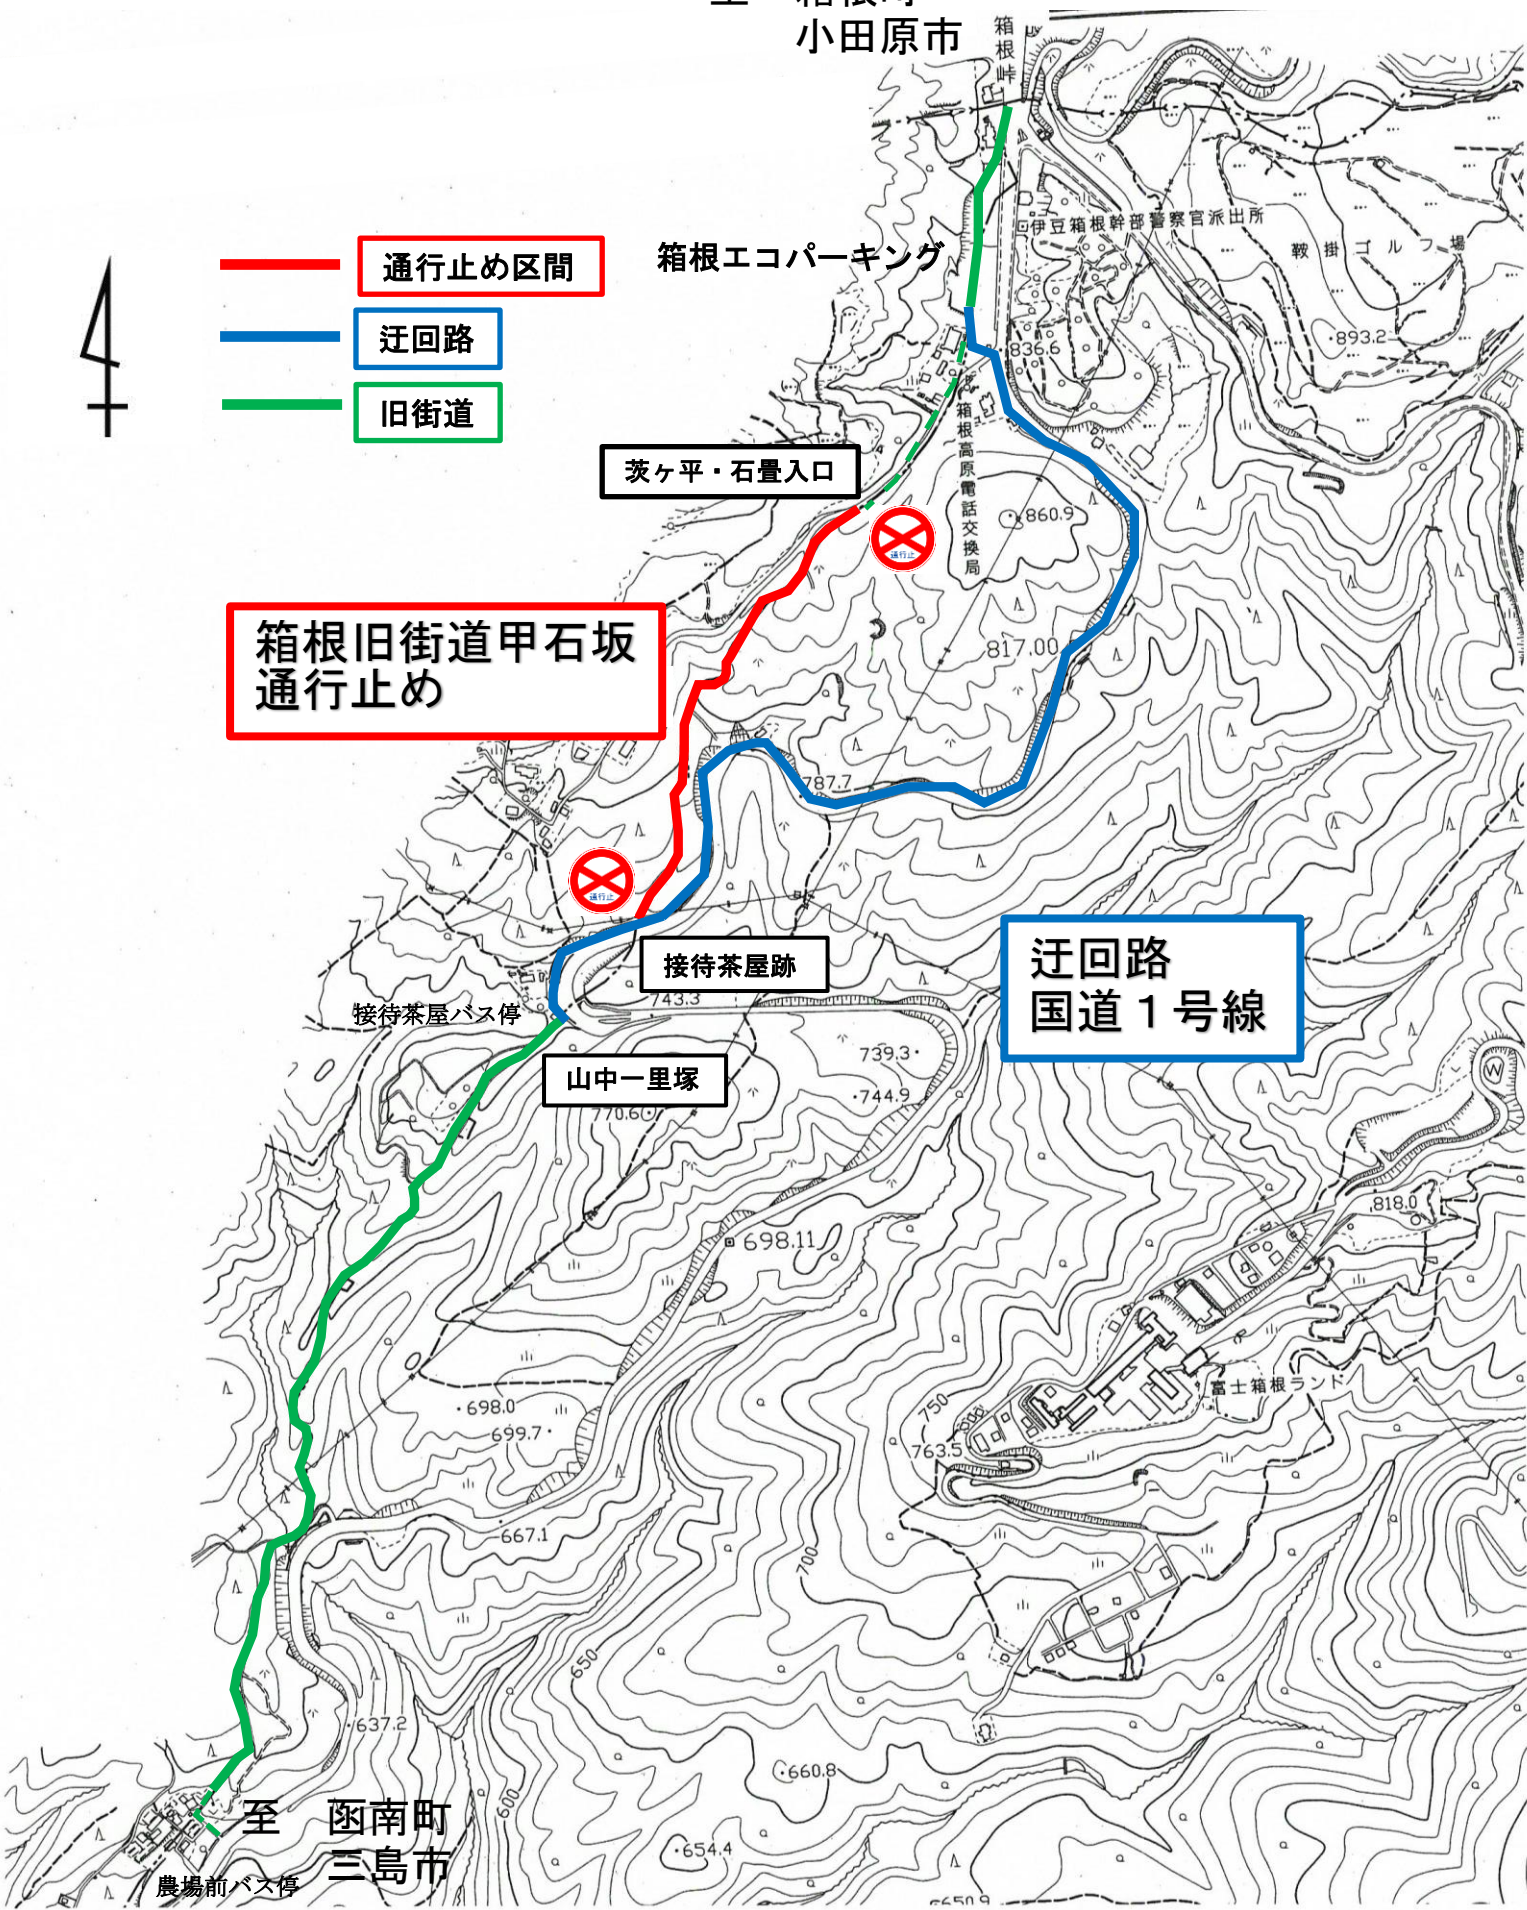 小田原市
箱根峠
伊豆箱根幹部警察官派出所
鞍掛ゴルフ場
通行止め区間
箱根エコパーキング
迂回路
836.6
893.2
旧街道
箱根高原電話交換局
茨ヶ平・石畳入口
860.9
通行止
箱根旧街道甲石坂
通行止め
817.00
787.7
通行止
接待茶屋跡
迂回路
国道１号線
743.3
接待茶屋バス停
739.3
山中一里塚
744.9
770.6
W
818.0
698.11
富士箱根ランド
698.0
750
699.7
763.5
667.1
700
650
637.2
660.8
600
至　函南町
三島市
654.4
農場前バス停